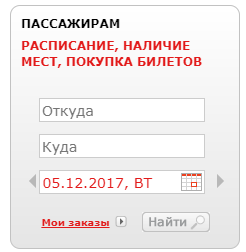 ПАССАЖИРАМ
РАСПИСАНИЕ, НАЛИЧИЕ
МЕСТ, ПОКУПКА БИЛЕТОВ
Откуда
Куда
05.12.2017, ВТ
Мои заказы Найти